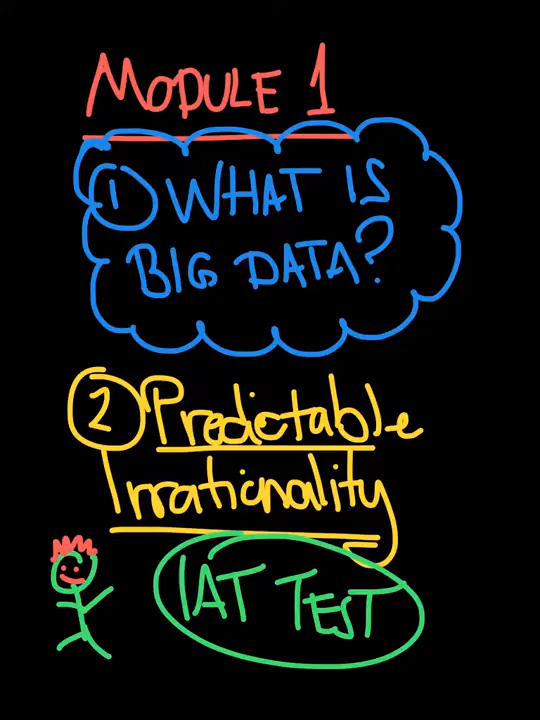 MODULE 1
1 WHAT IS
BIG DATA?
2 Predictable
Irrationality
IAT TEST